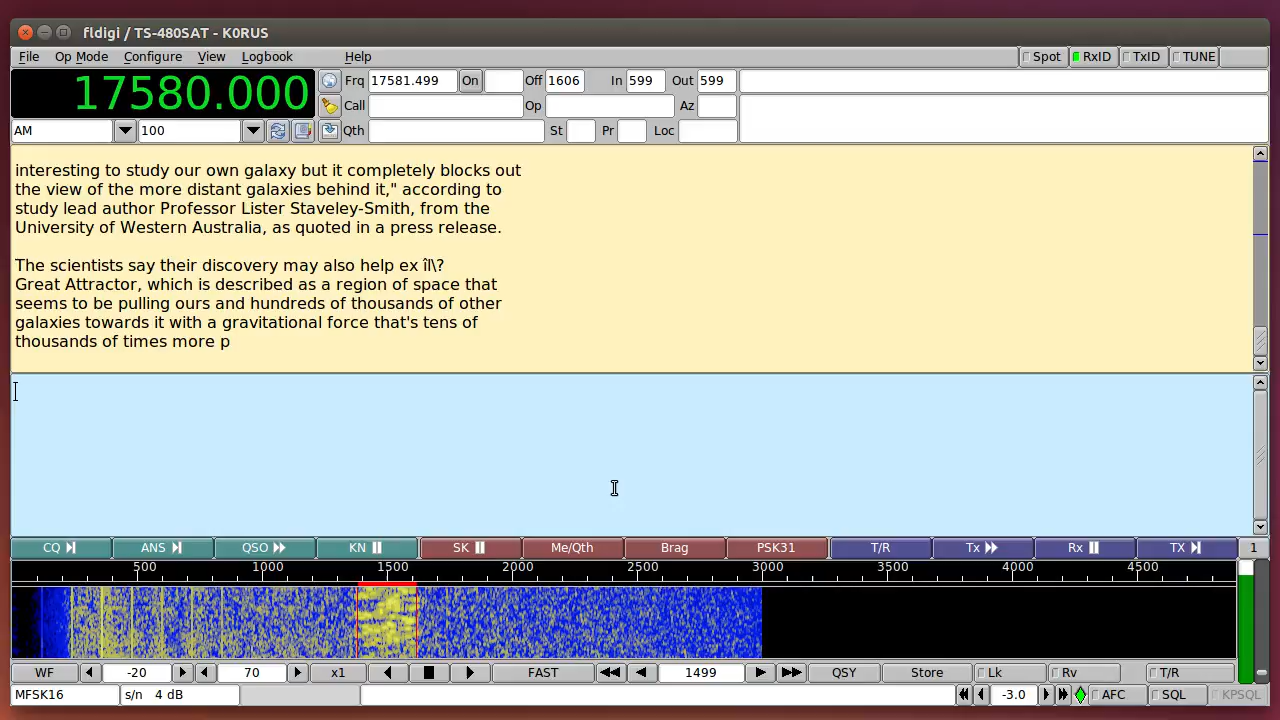 fldigi / TS-480SAT - K0RUS
File Op Mode Configure View Logbook Help Spot RxID TxID TUNE
17580.000 Frq 17581.499 On Off 1606 In 599 Out 599
Call Op Az
AM 100 Qth St Pr Loc
interesting to study our own galaxy but it completely blocks out
the view of the more distant galaxies behind it," according to
study lead author Professor Lister Staveley-Smith, from the
University of Western Australia, as quoted in a press release.
The scientists say their discovery may also help ex îl\?
Great Attractor, which is described as a region of space that
seems to be pulling ours and hundreds of thousands of other
galaxies towards it with a gravitational force that's tens of
thousands of times more p
CQ ANS QSO KN SK Me/Qth Brag PSK31 T/R Tx Rx TX 1
500 1000 1500 2000 2500 3000 3500 4000 4500
WF -20 70 x1 FAST 1499 QSY Store Lk Rv T/R
MFSK16 s/n 4 dB -3.0 AFC SQL KPSQL